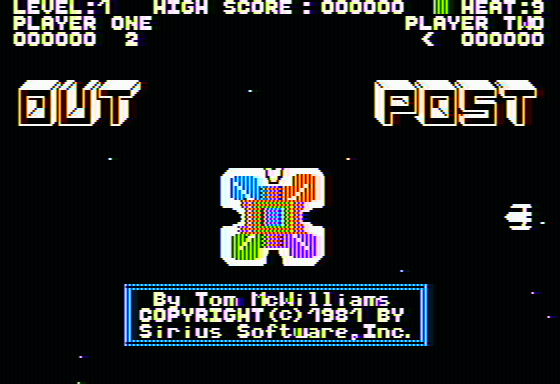 LEVEL:1 HIGH SCORE : 000000 HEAT:9
PLAYER ONE PLAYER TWO
000000 2 < 000000
OUT POST
By Tom McWilliams
COPYRIGHT(c)1981 BY
Sirius Software,Inc.